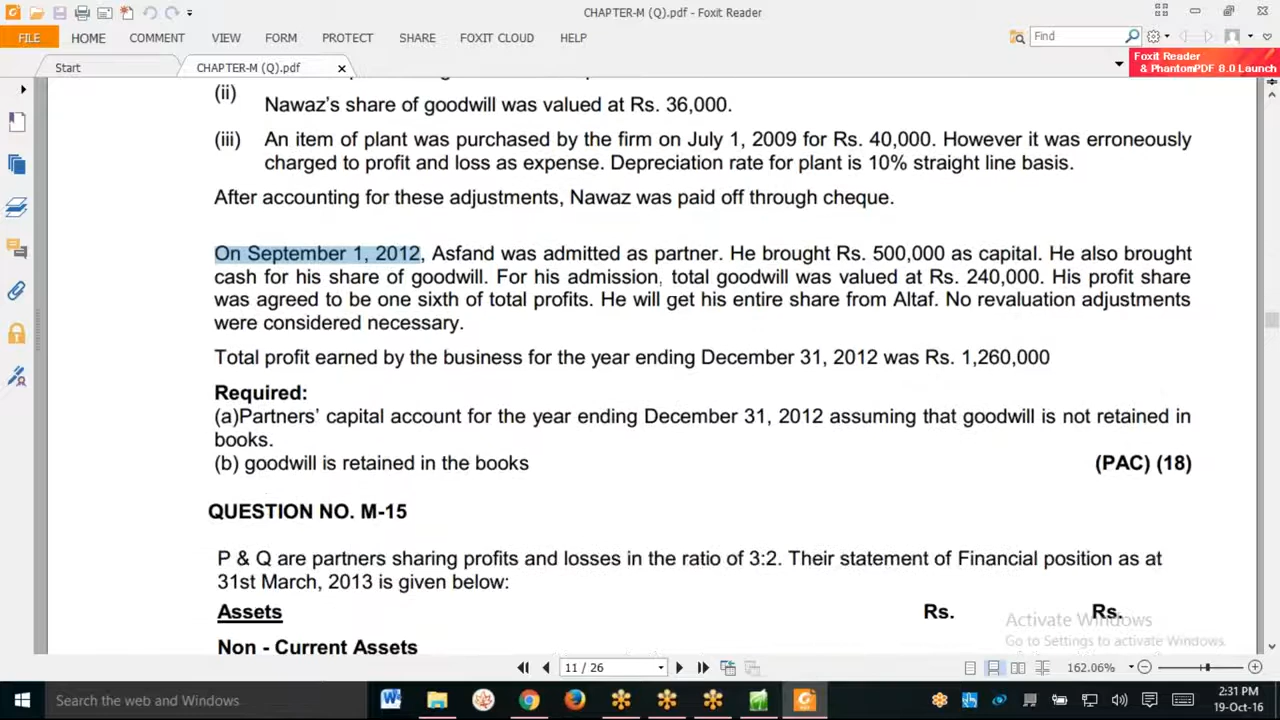 CHAPTER-M (Q).pdf - Foxit Reader
FILE HOME COMMENT VIEW FORM PROTECT SHARE FOXIT CLOUD HELP
Find
Start CHAPTER-M (Q).pdf
Foxit Reader
& PhantomPDF 8.0 Launch
(ii) Nawaz's share of goodwill was valued at Rs. 36,000.
(iii) An item of plant was purchased by the firm on July 1, 2009 for Rs. 40,000. However it was erroneously
charged to profit and loss as expense. Depreciation rate for plant is 10% straight line basis.
After accounting for these adjustments, Nawaz was paid off through cheque.
On September 1, 2012, Asfand was admitted as partner. He brought Rs. 500,000 as capital. He also brought
cash for his share of goodwill. For his admission, total goodwill was valued at Rs. 240,000. His profit share
was agreed to be one sixth of total profits. He will get his entire share from Altaf. No revaluation adjustments
were considered necessary.
Total profit earned by the business for the year ending December 31, 2012 was Rs. 1,260,000
Required:
(a)Partners' capital account for the year ending December 31, 2012 assuming that goodwill is not retained in
books.
(b) goodwill is retained in the books (PAC) (18)
QUESTION NO. M-15
P & Q are partners sharing profits and losses in the ratio of 3:2. Their statement of Financial position as at
31st March, 2013 is given below:
Assets Rs. Rs.
Non - Current Assets
Activate Windows
Go to Settings to activate Windows.
11 / 26
162.06%
Search the web and Windows
2:31 PM
19-Oct-16